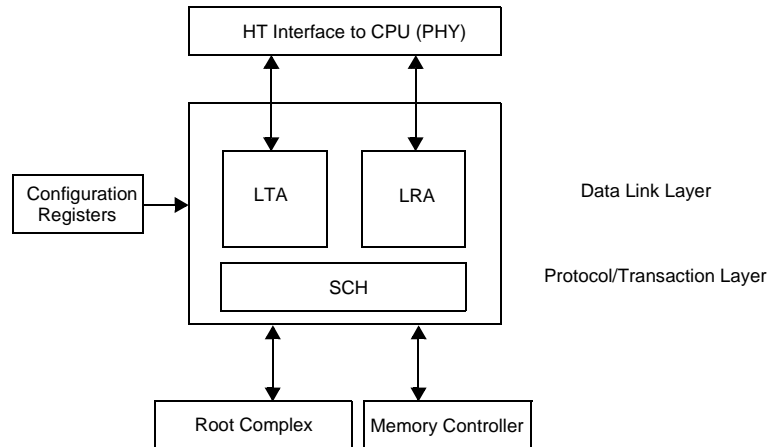 HT Interface to CPU (PHY)
LTA
LRA
Configuration
Registers
Data Link Layer
Protocol/Transaction Layer
SCH
Root Complex
Memory Controller